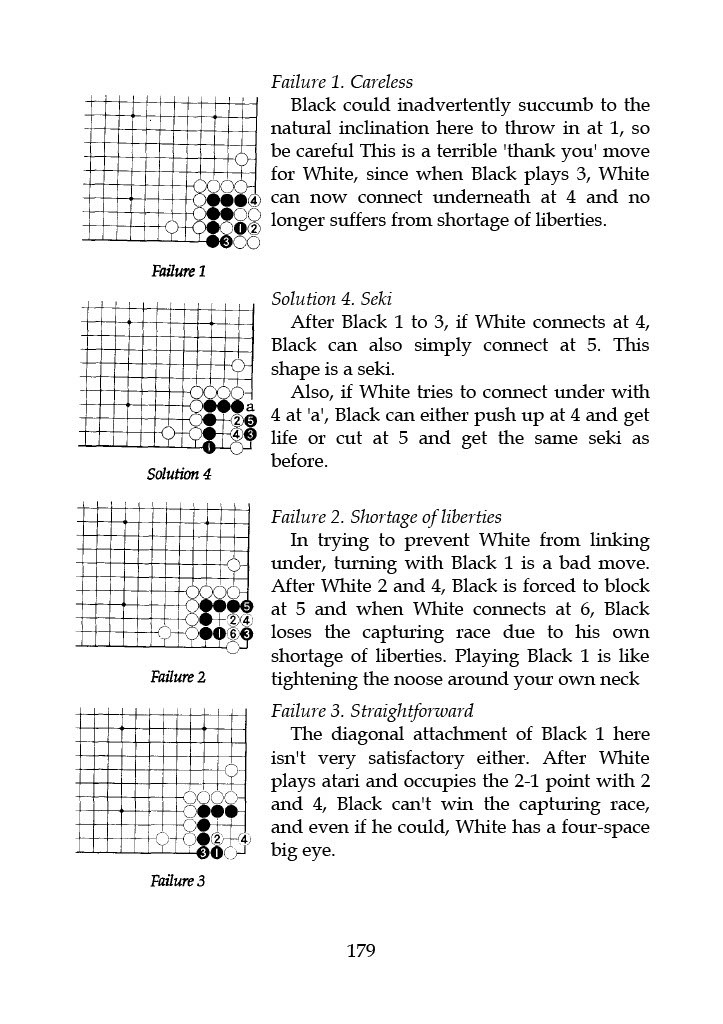 Failure 1. Careless
Black could inadvertently succumb to the
natural inclination here to throw in at 1, so
be careful This is a terrible 'thank you' move
for White, since when Black plays 3, White
can now connect underneath at 4 and no
longer suffers from shortage of liberties.
4
1 2
3
Failure 1
Solution 4. Seki
After Black 1 to 3, if White connects at 4,
Black can also simply connect at 5. This
shape is a seki.
Also, if White tries to connect under with
4 at 'a', Black can either push up at 4 and get
life or cut at 5 and get the same seki as
before.
a
2 5
4 3
1
Solution 4
Failure 2. Shortage of liberties
In trying to prevent White from linking
under, turning with Black 1 is a bad move.
After White 2 and 4, Black is forced to block
at 5 and when White connects at 6, Black
loses the capturing race due to his own
shortage of liberties. Playing Black 1 is like
tightening the noose around your own neck
5
2 4
1 6 3
Failure 2
Failure 3. Straightforward
The diagonal attachment of Black 1 here
isn't very satisfactory either. After White
plays atari and occupies the 2-1 point with 2
and 4, Black can't win the capturing race,
and even if he could, White has a four-space
big eye.
2 4
3 1
Failure 3
179